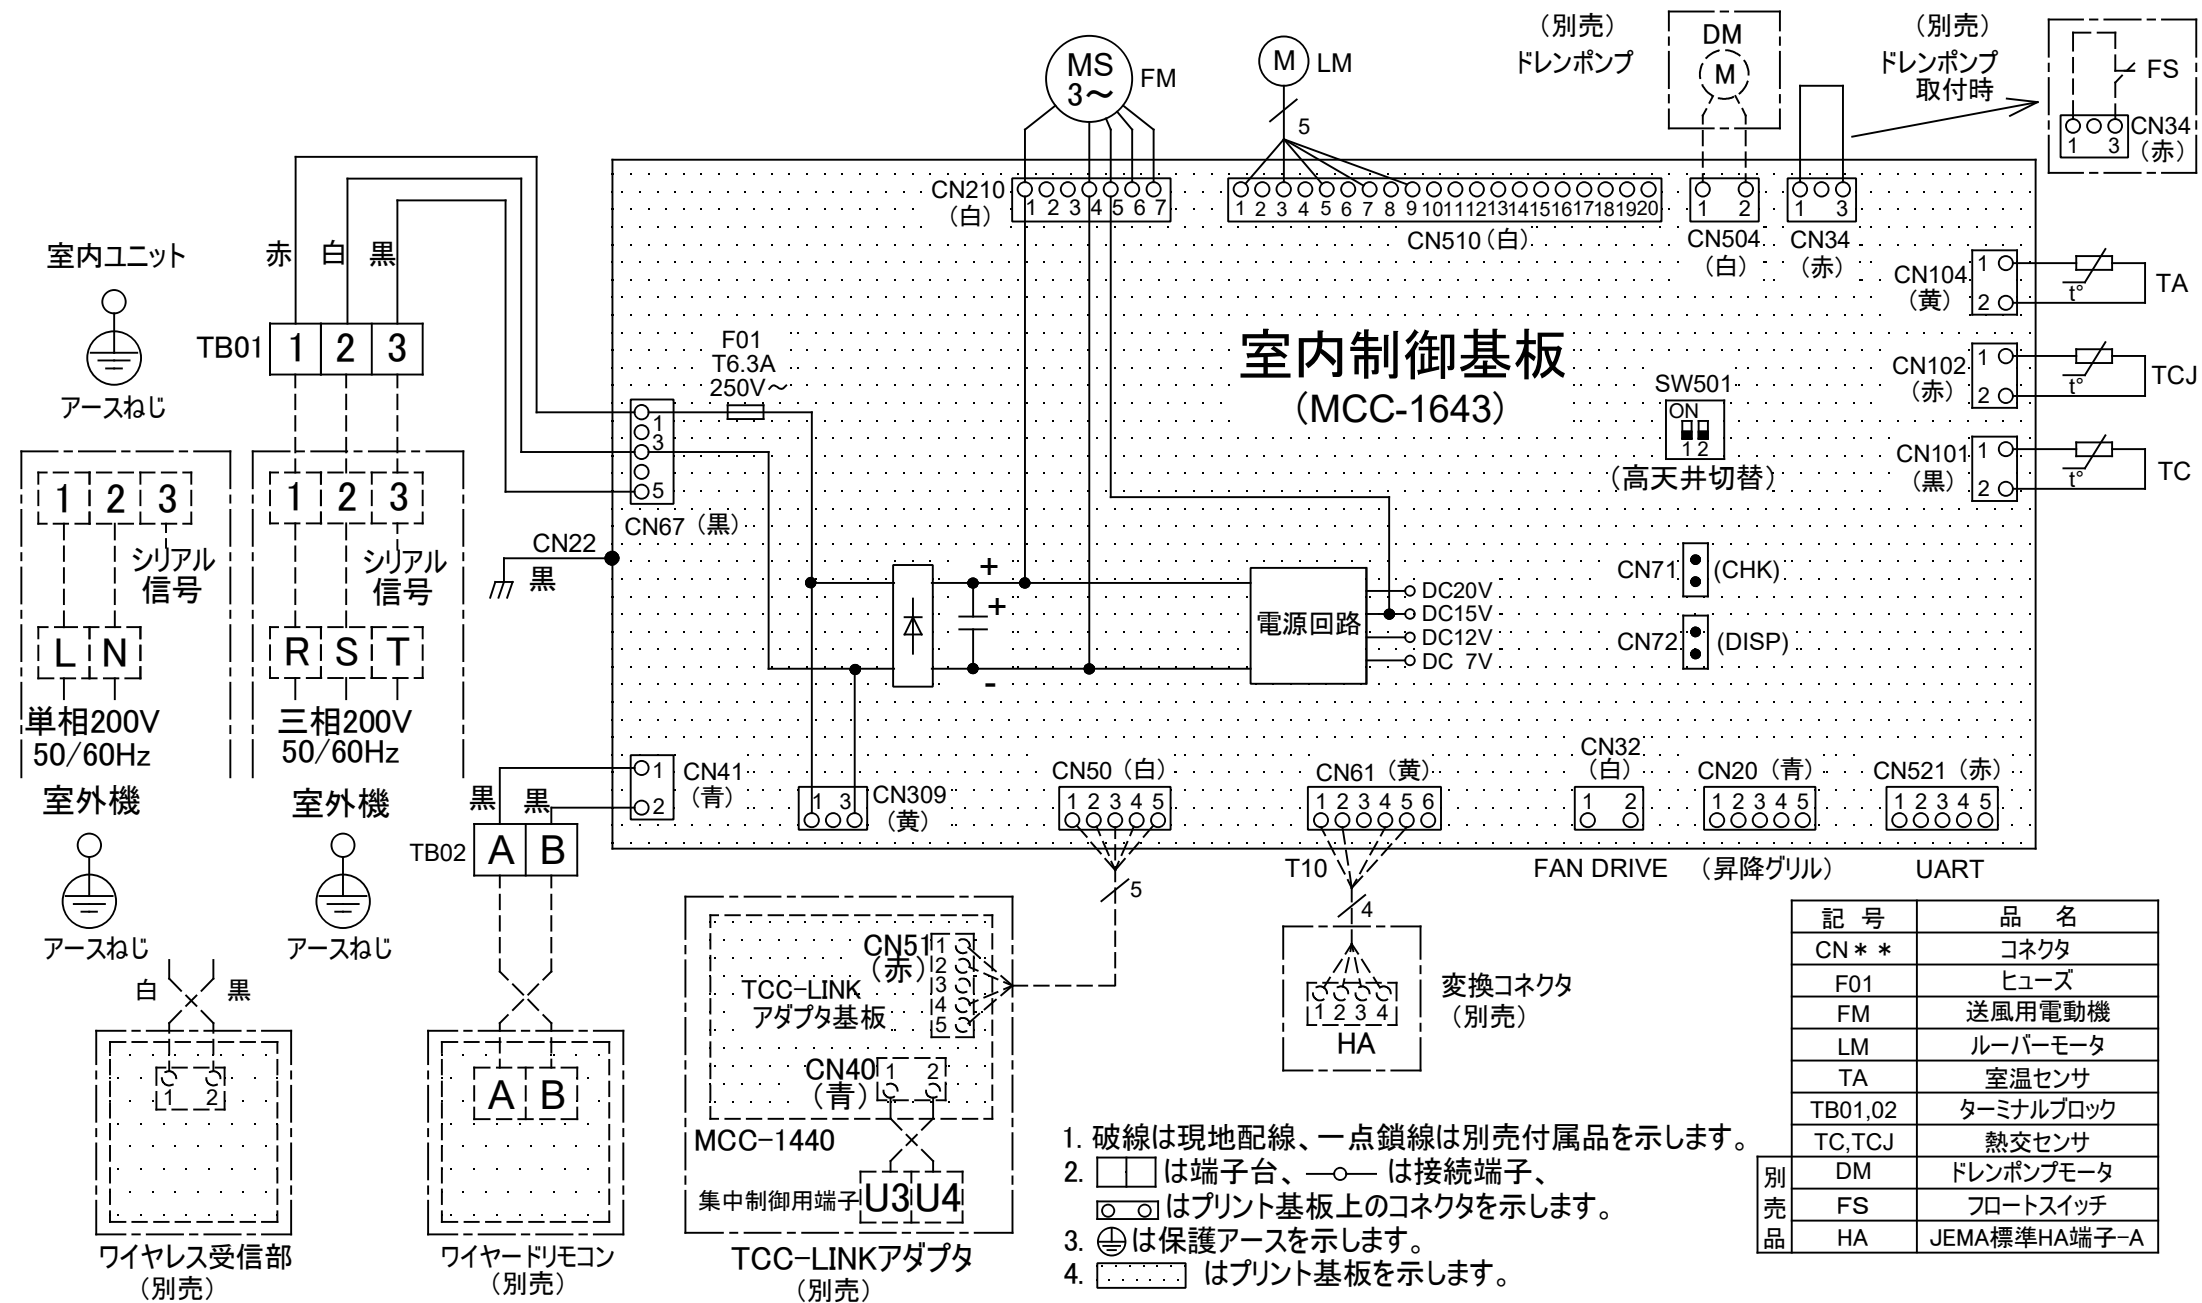 （別売）
ドレンポンプ
DM
M
（別売）
ドレンポンプ
取付時
FS
CN34
（赤）
1 3
MS
3～
FM
M
LM
5
CN210
（白）
1 2 3 4 5 6 7
1 2 3 4 5 6 7 8 9 10 11 12 13 14 15 16 17 18 19 20
CN510（白）
1 2
CN504
（白）
1 3
CN34
（赤）
室内ユニット
アースねじ
赤 白 黒
TB01 1 2 3
F01
T6.3A
250V～
1
3
5
CN67（黒）
CN22
黒
室内制御基板
（MCC-1643）
SW501
ON
1 2
（高天井切替）
CN104
（黄）
1
2
t°
TA
CN102
（赤）
1
2
t°
TCJ
CN101
（黒）
1
2
t°
TC
CN71 (CHK)
CN72 (DISP)
1 2 3
シリアル
信号
L N
単相200V
50/60Hz
室外機
アースねじ
1 2 3
シリアル
信号
R S T
三相200V
50/60Hz
室外機
アースねじ
+
+
-
電源回路
DC20V
DC15V
DC12V
DC 7V
黒 黒
TB02 A B
1
2
CN41
（青）
1 3
CN309
（黄）
CN50（白）
1 2 3 4 5
5
CN61（黄）
1 2 3 4 5 6
T10
4
CN32
（白）
1 2
FAN DRIVE
CN20（青）
1 2 3 4 5
（昇降グリル）
CN521（赤）
1 2 3 4 5
UART
白 黒
1 2
ワイヤレス受信部
（別売）
A B
ワイヤードリモコン
（別売）
CN51
（赤）
1
2
3
4
5
TCC-LINK
アダプタ基板
CN40
（青）
1 2
MCC-1440
集中制御用端子 U3 U4
TCC-LINKアダプタ
（別売）
1 2 3 4
HA
変換コネクタ
（別売）
1. 破線は現地配線、一点鎖線は別売付属品を示します。
2. は端子台、 は接続端子、
はプリント基板上のコネクタを示します。
3. は保護アースを示します。
4. はプリント基板を示します。
記 号 品 名
CN＊＊ コネクタ
F01 ヒューズ
FM 送風用電動機
LM ルーバーモータ
TA 室温センサ
TB01,02 ターミナルブロック
TC,TCJ 熱交センサ
別売品
DM ドレンポンプモータ
FS フロートスイッチ
HA JEMA標準HA端子-A